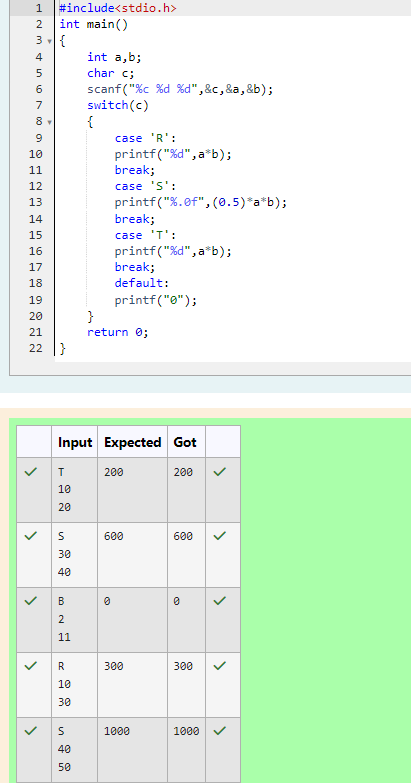 1 #include<stdio.h>
2 int main()
3 {
4 int a,b;
5 char c;
6 scanf("%c %d %d",&c,&a,&b);
7 switch(c)
8 {
9 case 'R':
10 printf("%d",a*b);
11 break;
12 case 'S':
13 printf("%.0f",(0.5)*a*b);
14 break;
15 case 'T':
16 printf("%d",a*b);
17 break;
18 default:
19 printf("0");
20 }
21 return 0;
22 }
Input Expected Got
T 200 200
10
20
S 600 600
30
40
B 0 0
2
11
R 300 300
10
30
S 1000 1000
40
50